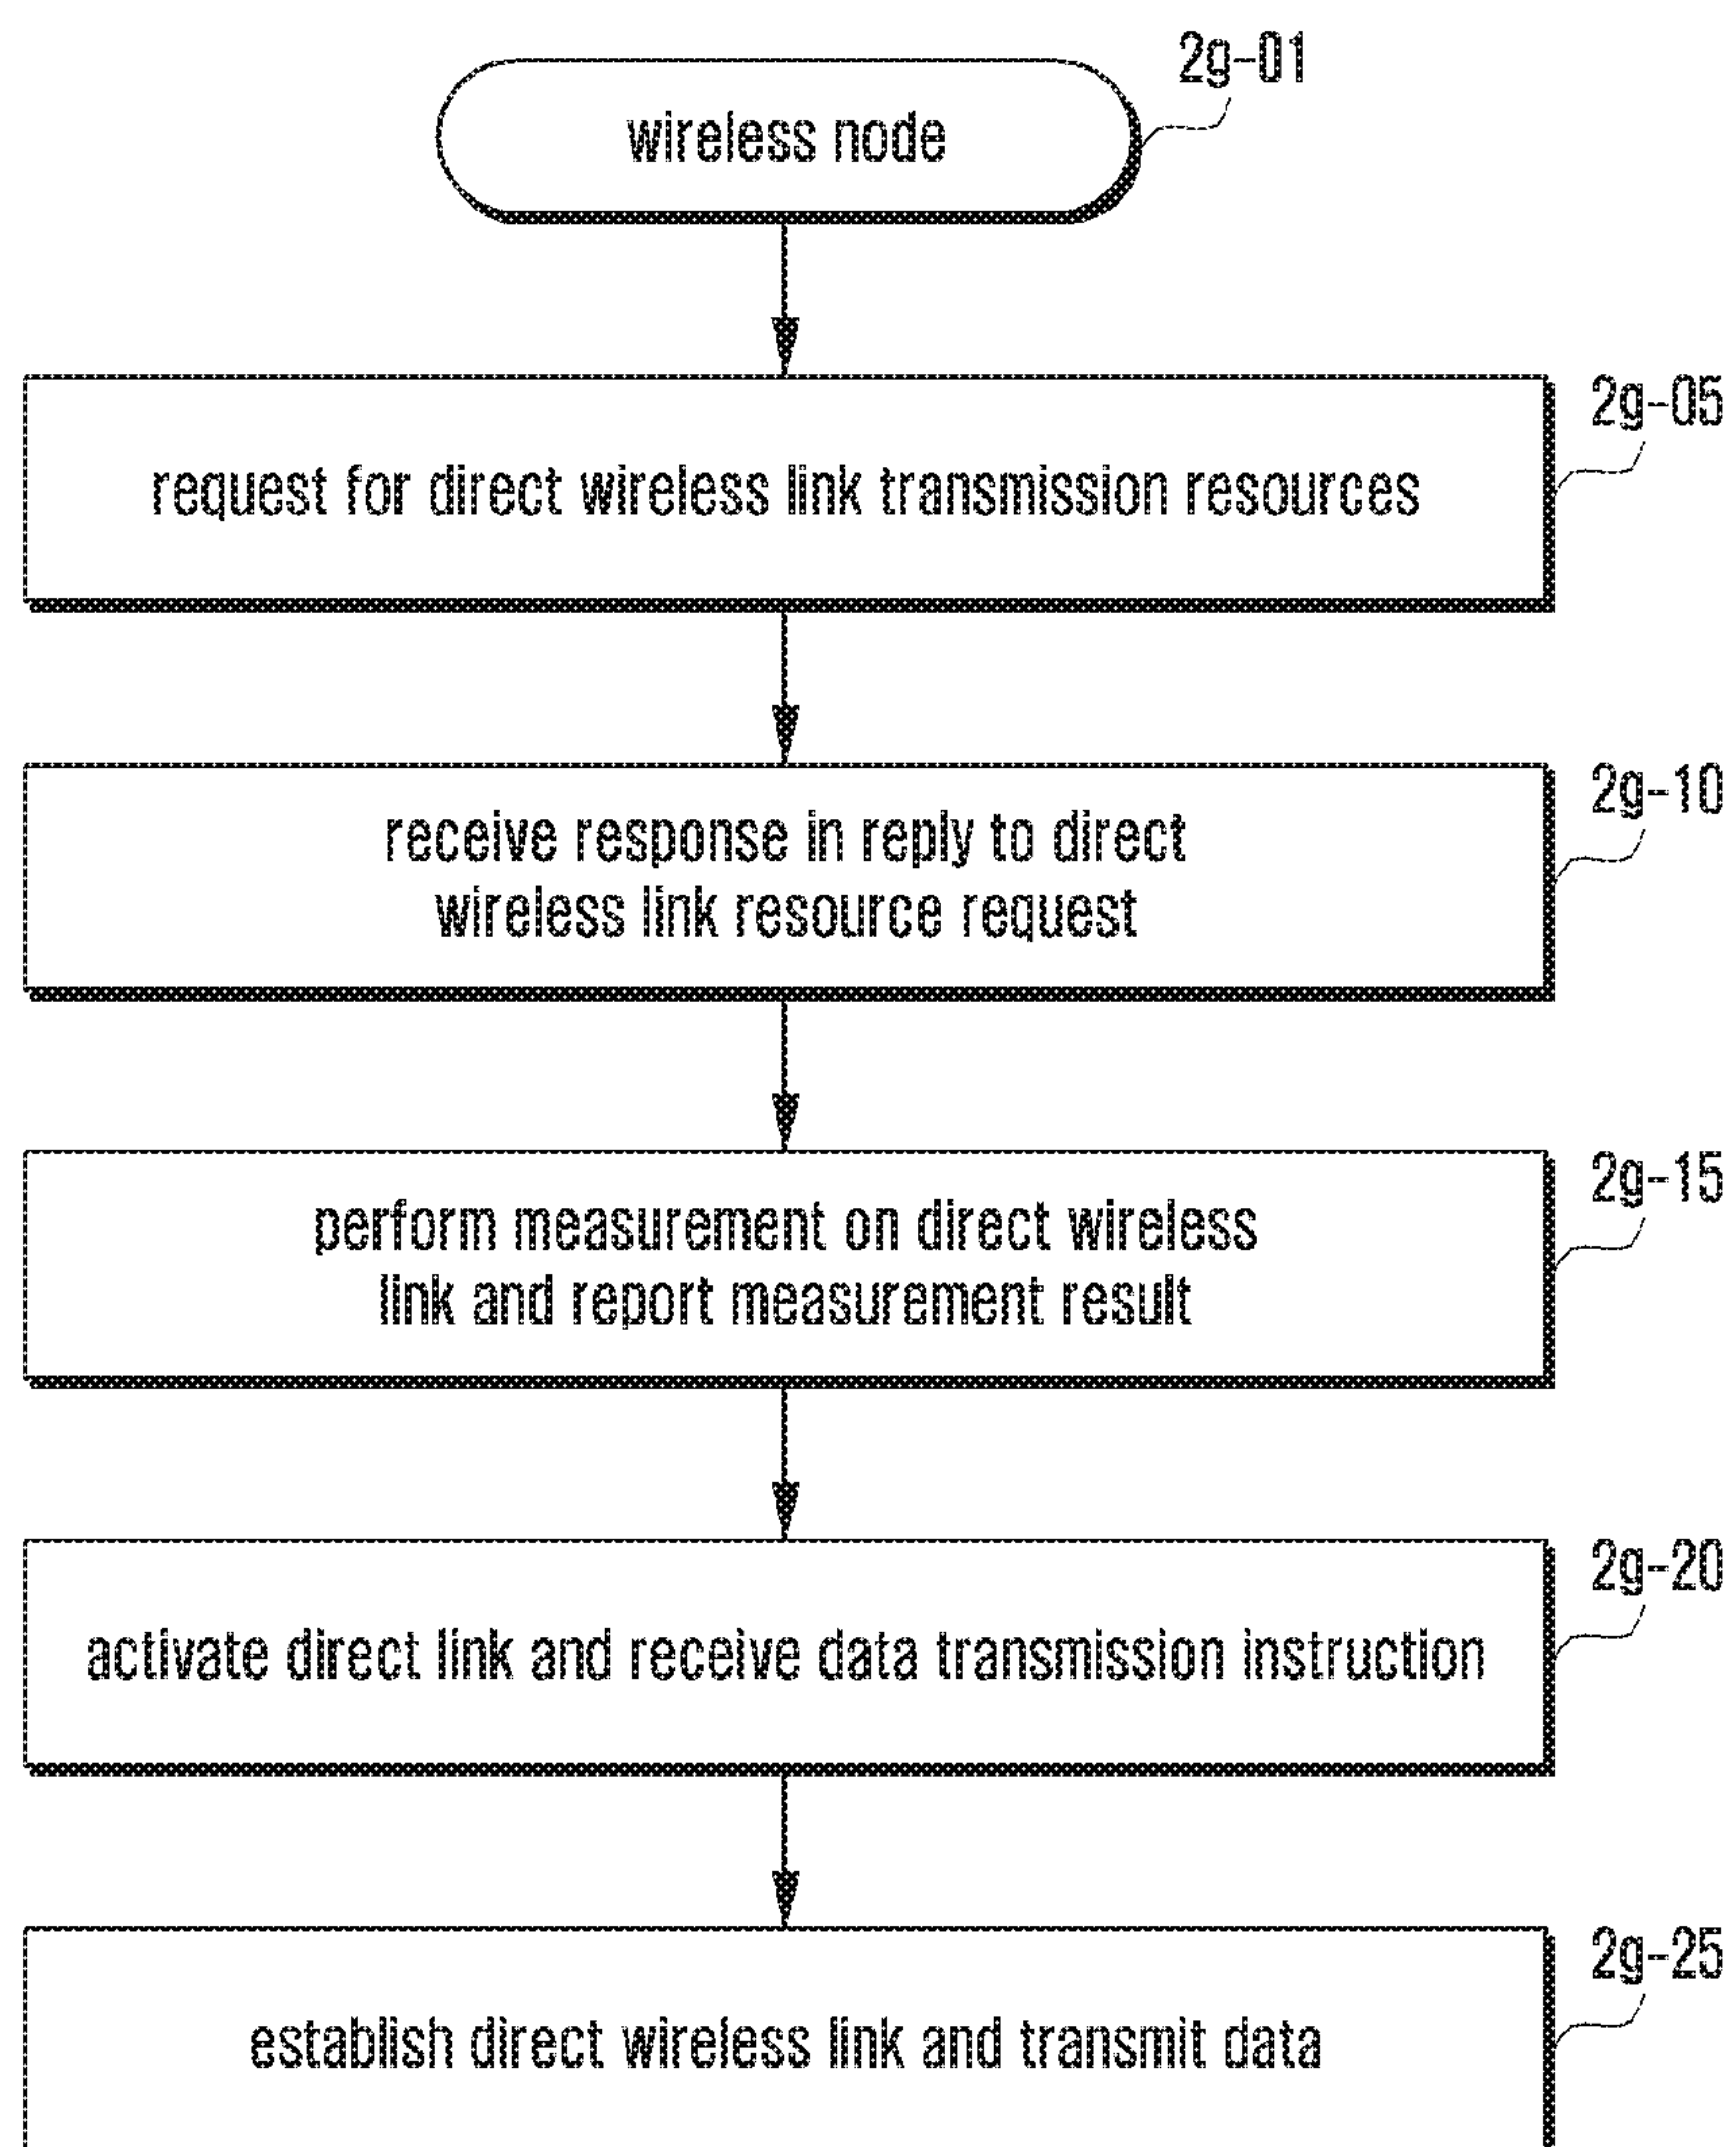 2g-01
wireless node
2g-05
request for direct wireless link transmission resources
2g-10
receive response in reply to direct
wireless link resource request
2g-15
perform measurement on direct wireless
link and report measurement result
2g-20
activate direct link and receive data transmission instruction
2g-25
establish direct wireless link and transmit data